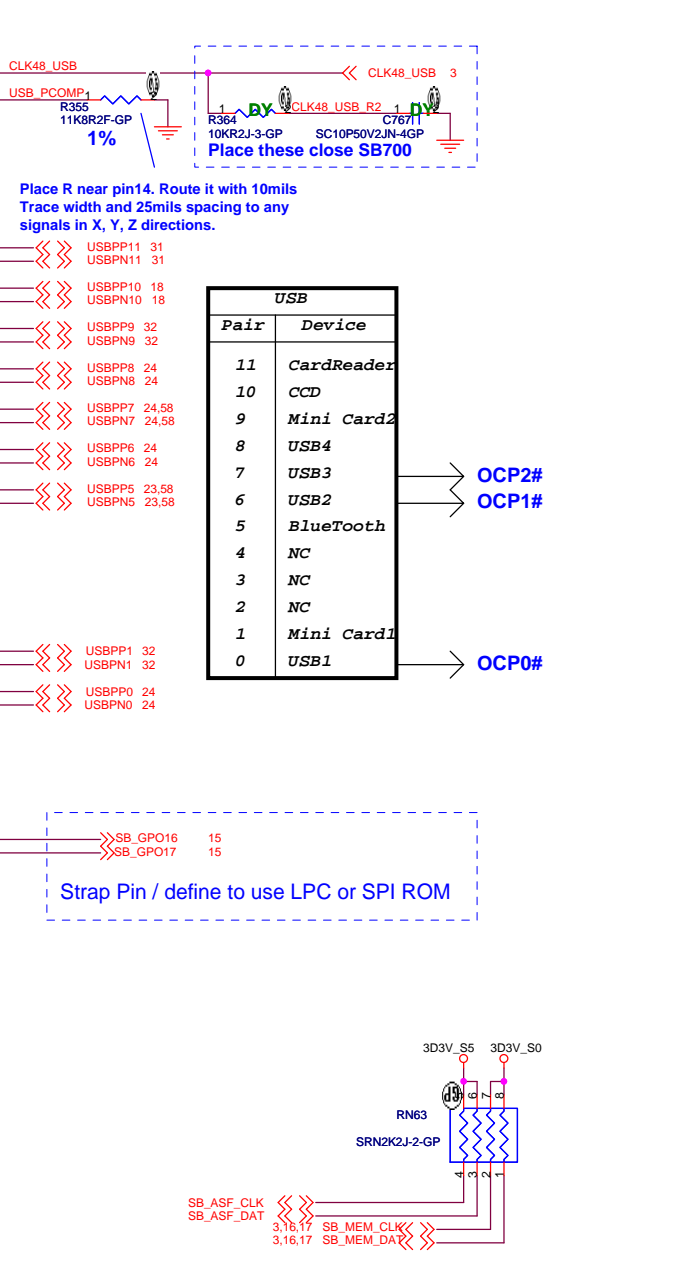 CLK48_USB
CLK48_USB 3
USB_PCOMP 1 2
R355
11K8R2F-GP
1%
1 DY 2 CLK48_USB_R2 1 DY 2
R364 C767
10KR2J-3-GP SC10P50V2JN-4GP
Place these close SB700
Place R near pin14. Route it with 10mils
Trace width and 25mils spacing to any
signals in X, Y, Z directions.
USBPP11 31
USBPN11 31
USBPP10 18
USBPN10 18
USBPP9 32
USBPN9 32
USBPP8 24
USBPN8 24
USBPP7 24,58
USBPN7 24,58
USBPP6 24
USBPN6 24
USBPP5 23,58
USBPN5 23,58
USBPP1 32
USBPN1 32
USBPP0 24
USBPN0 24
USB
Pair Device
11 CardReader
10 CCD
9 Mini Card2
8 USB4
7 USB3 OCP2#
6 USB2 OCP1#
5 BlueTooth
4 NC
3 NC
2 NC
1 Mini Card1
0 USB1 OCP0#
SB_GPO16 15
SB_GPO17 15
Strap Pin / define to use LPC or SPI ROM
3D3V_S5 3D3V_S0
GP 6 7 8
RN63
SRN2K2J-2-GP
4 3 2 1
SB_ASF_CLK
SB_ASF_DAT
3,16,17 SB_MEM_CLK
3,16,17 SB_MEM_DAT